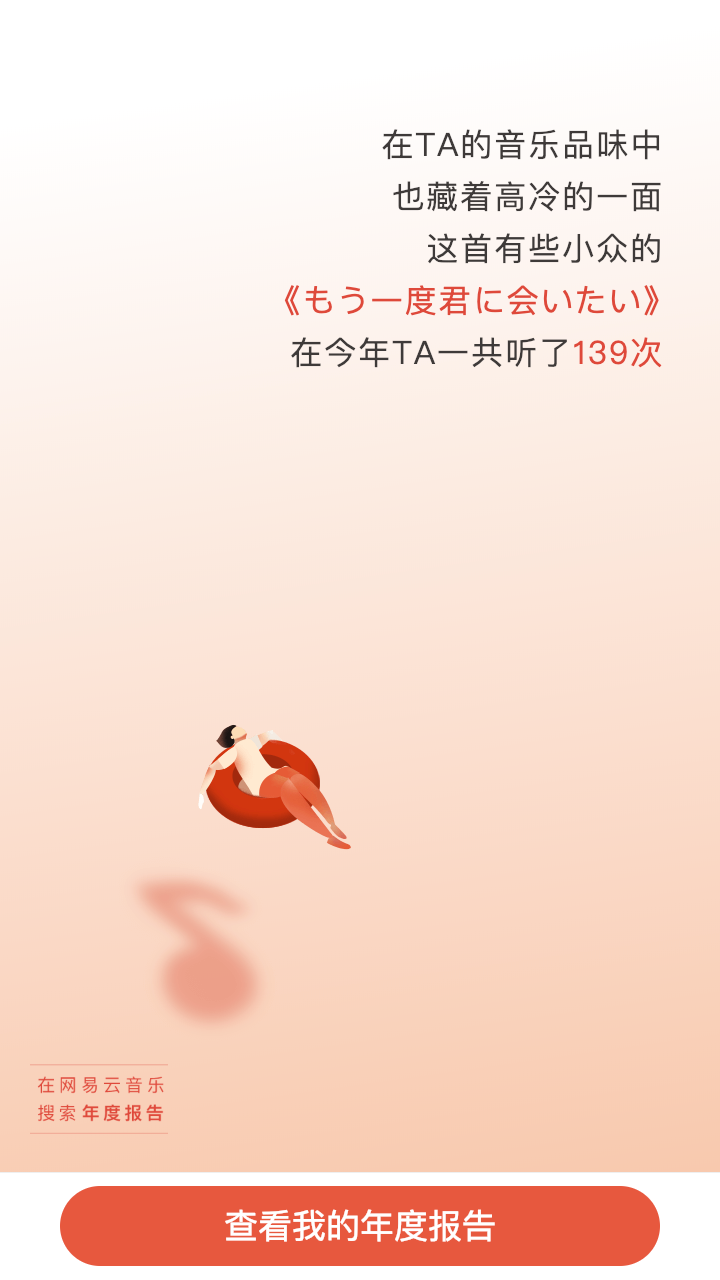 在TA的音乐品味中
也藏着高冷的一面
这首有些小众的
《もう一度君に会いたい》
在今年TA一共听了139次
在网易云音乐
搜索年度报告
查看我的年度报告